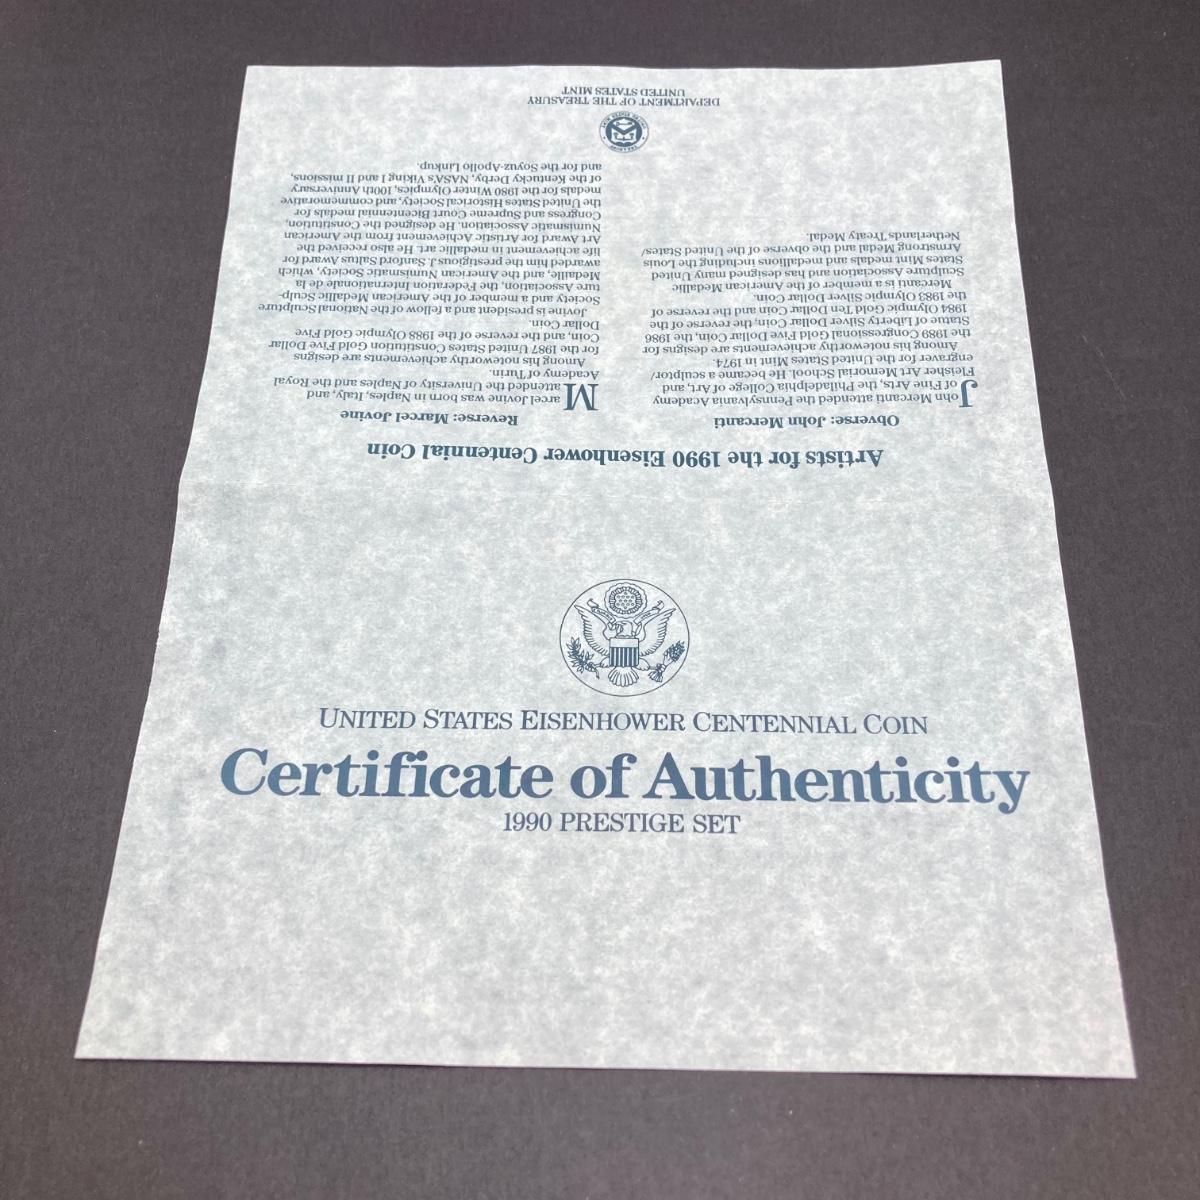 UNITED STATES EISENHOWER CENTENNIAL COIN
Certificate of Authenticity
1990 PRESTIGE SET
Artists for the 1990 Eisenhower Centennial Coin
Obverse: John Mercanti
John Mercanti attended the Pennsylvania Academy
of Fine Arts, the Philadelphia College of Art, and
Fleisher Art Memorial School. He became a sculptor/
engraver for the United States Mint in 1974.
Among his noteworthy achievements are designs for
the 1989 Congressional Gold Five Dollar Coin, the 1986
Statue of Liberty Silver Dollar Coin, the reverse of the
1984 Olympic Gold Ten Dollar Coin and the reverse of
the 1983 Olympic Silver Dollar Coin.
Mercanti is a member of the American Medallic
Sculpture Association and has designed many United
States Mint medals and medallions including the Louis
Armstrong Medal and the obverse of the United States/
Netherlands Treaty Medal.
Reverse: Marcel Jovine
Marcel Jovine was born in Naples, Italy, and
attended the University of Naples and the Royal
Academy of Turin.
Among his noteworthy achievements are designs
for the 1987 United States Constitution Gold Five Dollar
Coin, and the reverse of the 1988 Olympic Gold Five
Dollar Coin.
Jovine is president and a fellow of the National Sculpture
Society and a member of the American Medallic Sculp-
ture Association, the Federation Internationale de la
Medaille, and the American Numismatic Society, which
awarded him the prestigious J. Sanford Saltus Award for
life achievement in medallic art. He also received the
Art Award for Artistic Achievement from the American
Numismatic Association. He designed the Constitution,
Congress and Supreme Court Bicentennial medals for
the United States Historical Society, and commemorative
medals for the 1980 Winter Olympics, 100th Anniversary
of the Kentucky Derby, NASA's Viking I and II missions,
and for the Soyuz-Apollo Linkup.
DEPARTMENT OF THE TREASURY
UNITED STATES MINT